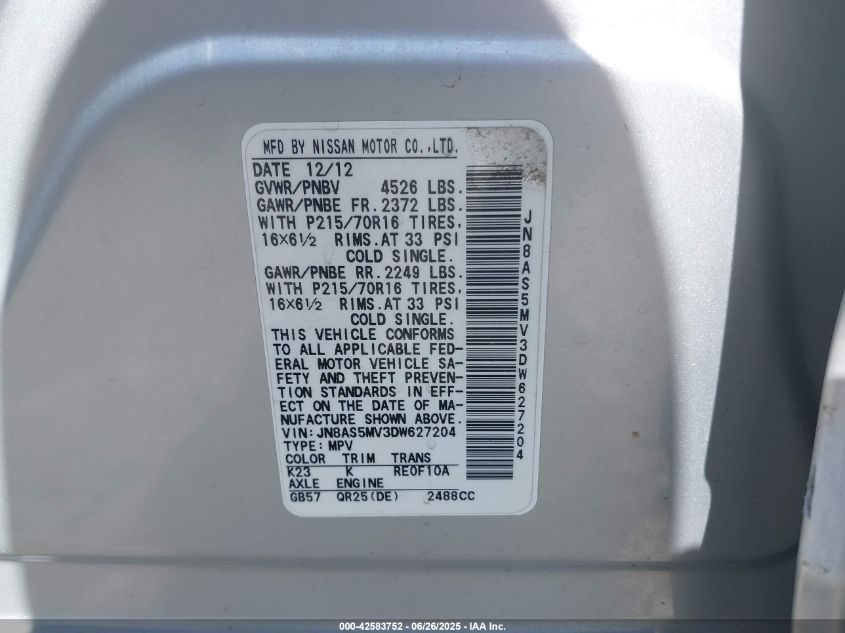 MFD BY NISSAN MOTOR CO.,LTD.
DATE 12/12
GVWR/PNBV 4526 LBS.
GAWR/PNBE FR. 2372 LBS.
WITH P215/70R16 TIRES,
16×6½ RIMS.AT 33 PSI
COLD SINGLE.
GAWR/PNBE RR. 2249 LBS.
WITH P215/70R16 TIRES,
16×6½ RIMS.AT 33 PSI
COLD SINGLE.
THIS VEHICLE CONFORMS
TO ALL APPLICABLE FED-
ERAL MOTOR VEHICLE SA-
FETY AND THEFT PREVEN-
TION STANDARDS IN EFF-
ECT ON THE DATE OF MA-
NUFACTURE SHOWN ABOVE.
VIN: JN8AS5MV3DW627204
TYPE: MPV
COLOR TRIM TRANS
K23 K RE0F10A
AXLE ENGINE
GB57 QR25(DE) 2488CC
JN8AS5MV3DW627204
000-42583752 - 06/26/2025 - IAA Inc.